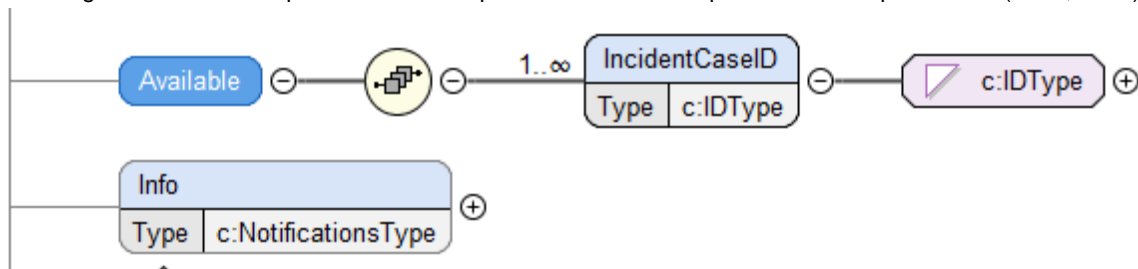 Available
1..∞
IncidentCaseID
Type c:IDType
c:IDType
Info
Type c:NotificationsType